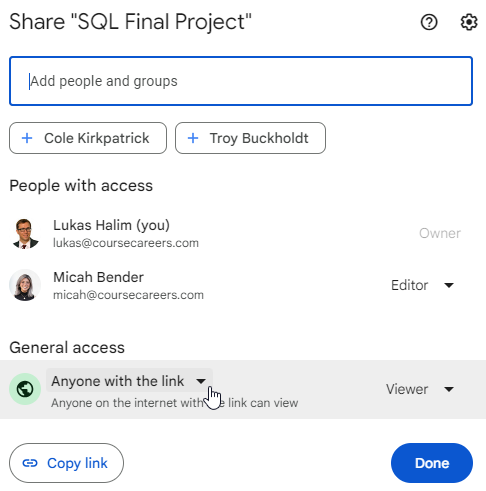 Share "SQL Final Project"
Add people and groups
+ Cole Kirkpatrick + Troy Buckholdt
People with access
Lukas Halim (you)
lukas@coursecareers.com
Owner
Micah Bender
micah@coursecareers.com
Editor
General access
Anyone with the link
Anyone on the internet with the link can view
Viewer
Copy link Done